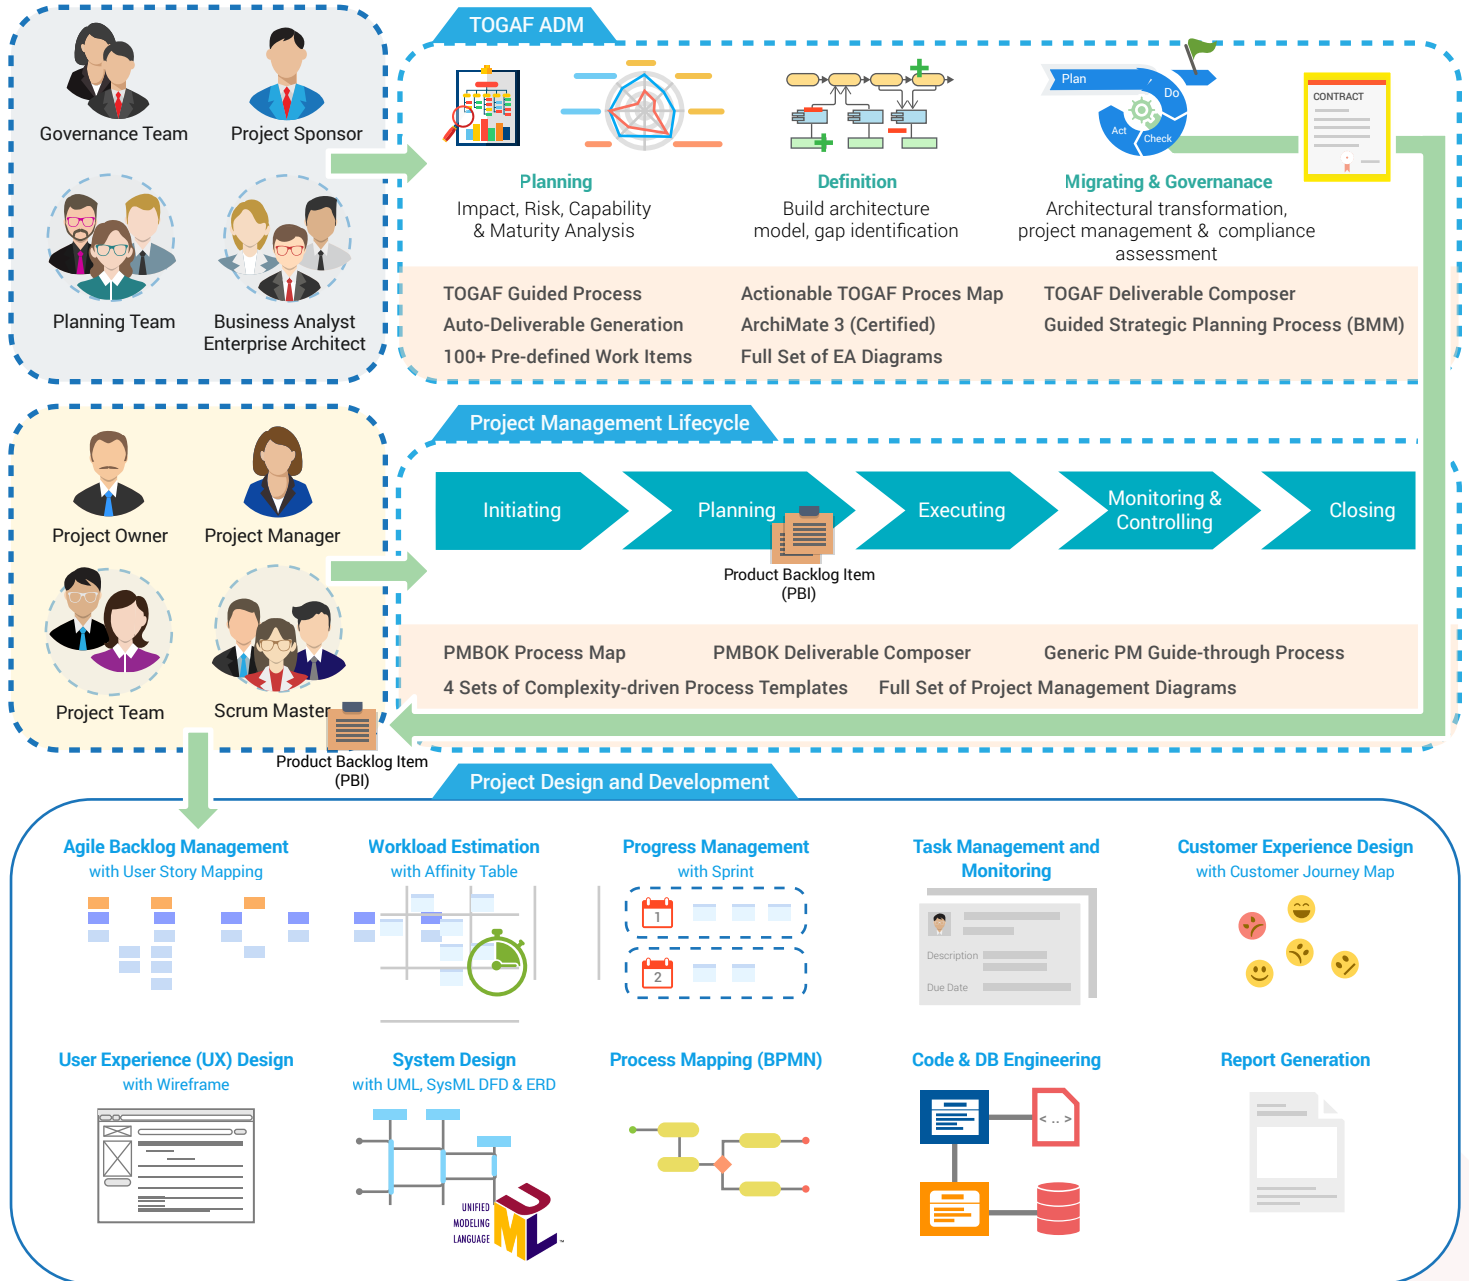 TOGAF ADM
Governance Team
Project Sponsor
Planning Team
Business Analyst
Enterprise Architect
Plan
Do
Check
Act
CONTRACT
Planning
Impact, Risk, Capability
& Maturity Analysis
Definition
Build architecture
model, gap identification
Migrating & Governanace
Architectural transformation,
project management & compliance
assessment
TOGAF Guided Process
Actionable TOGAF Proces Map
TOGAF Deliverable Composer
Auto-Deliverable Generation
ArchiMate 3 (Certified)
Guided Strategic Planning Process (BMM)
100+ Pre-defined Work Items
Full Set of EA Diagrams
Project Management Lifecycle
Project Owner
Project Manager
Project Team
Scrum Master
Product Backlog Item
(PBI)
Initiating
Planning
Executing
Monitoring &
Controlling
Closing
Product Backlog Item
(PBI)
PMBOK Process Map
PMBOK Deliverable Composer
Generic PM Guide-through Process
4 Sets of Complexity-driven Process Templates
Full Set of Project Management Diagrams
Project Design and Development
Agile Backlog Management
with User Story Mapping
Workload Estimation
with Affinity Table
Progress Management
with Sprint
1
2
Task Management and
Monitoring
Description
Due Date
Customer Experience Design
with Customer Journey Map
User Experience (UX) Design
with Wireframe
System Design
with UML, SysML DFD & ERD
UNIFIED
MODELING
LANGUAGE
UML
™
Process Mapping (BPMN)
Code & DB Engineering
< .. >
Report Generation